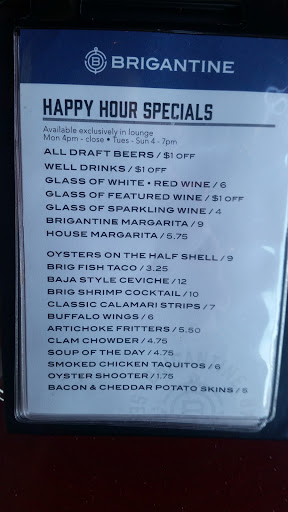 BRIGANTINE
HAPPY HOUR SPECIALS
Available exclusively in lounge
Mon 4pm - close • Tues - Sun 4 - 7pm
ALL DRAFT BEERS / $1 OFF
WELL DRINKS / $1 OFF
GLASS OF WHITE • RED WINE / 6
GLASS OF FEATURED WINE / $1 OFF
GLASS OF SPARKLING WINE / 4
BRIGANTINE MARGARITA / 9
HOUSE MARGARITA / 5.75
OYSTERS ON THE HALF SHELL / 9
BRIG FISH TACO / 3.25
BAJA STYLE CEVICHE / 12
BRIG SHRIMP COCKTAIL / 10
CLASSIC CALAMARI STRIPS / 7
BUFFALO WINGS / 6
ARTICHOKE FRITTERS / 5.50
CLAM CHOWDER / 4.75
SOUP OF THE DAY / 4.75
SMOKED CHICKEN TAQUITOS / 6
OYSTER SHOOTER / 1.75
BACON & CHEDDAR POTATO SKINS / 5